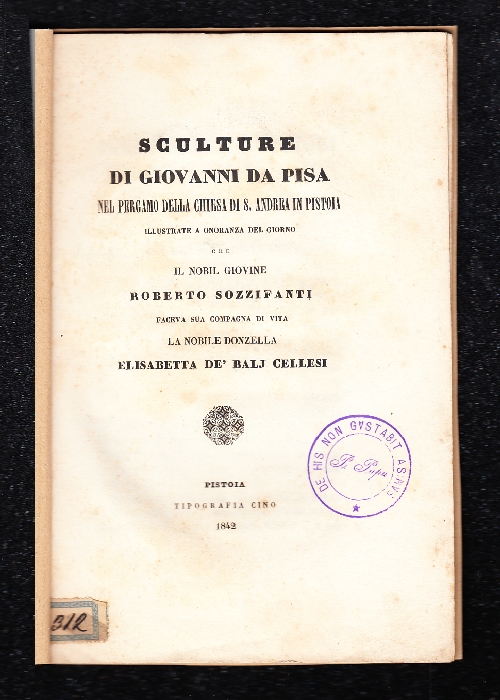 SCULTURE
DI GIOVANNI DA PISA
NEL PERGAMO DELLA CHIESA DI S. ANDREA IN PISTOIA
ILLUSTRATE A ONORANZA DEL GIORNO
CHE
IL NOBIL GIOVINE
ROBERTO SOZZIFANTI
FACEVA SUA COMPAGNA DI VITA
LA NOBILE DONZELLA
ELISABETTA DE' BALJ CELLESI
DE HIS NON GVSTABIT ASINVS
P. Papa
PISTOIA
TIPOGRAFIA CINO
1842
312